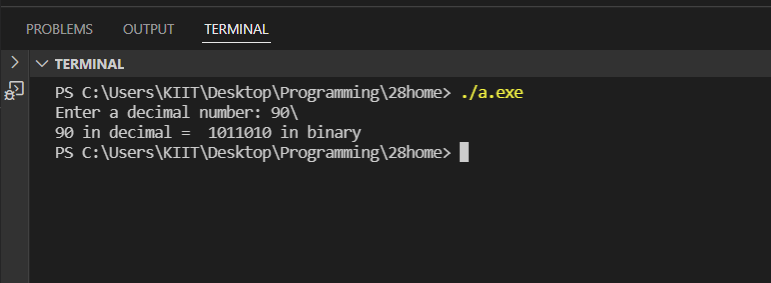 PROBLEMS OUTPUT TERMINAL
TERMINAL
PS C:\Users\KIIT\Desktop\Programming\28home> ./a.exe
Enter a decimal number: 90\
90 in decimal =  1011010 in binary
PS C:\Users\KIIT\Desktop\Programming\28home>